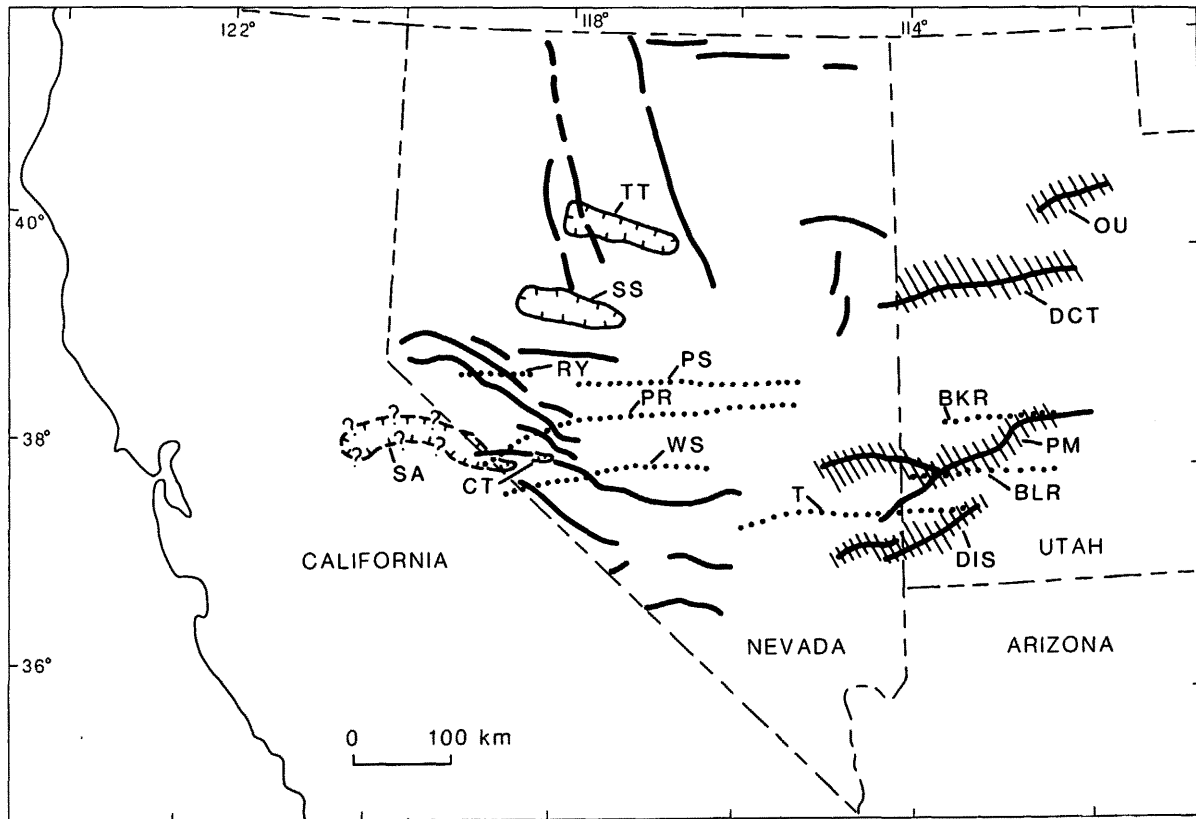 122°
118°
114°
TT
40°
OU
SS
DCT
RY
PS
PR
BKR
38°
? ? ?
WS
PM
? ? ?
SA
CT
T
BLR
CALIFORNIA
DIS
UTAH
NEVADA
ARIZONA
36°
0 100 km